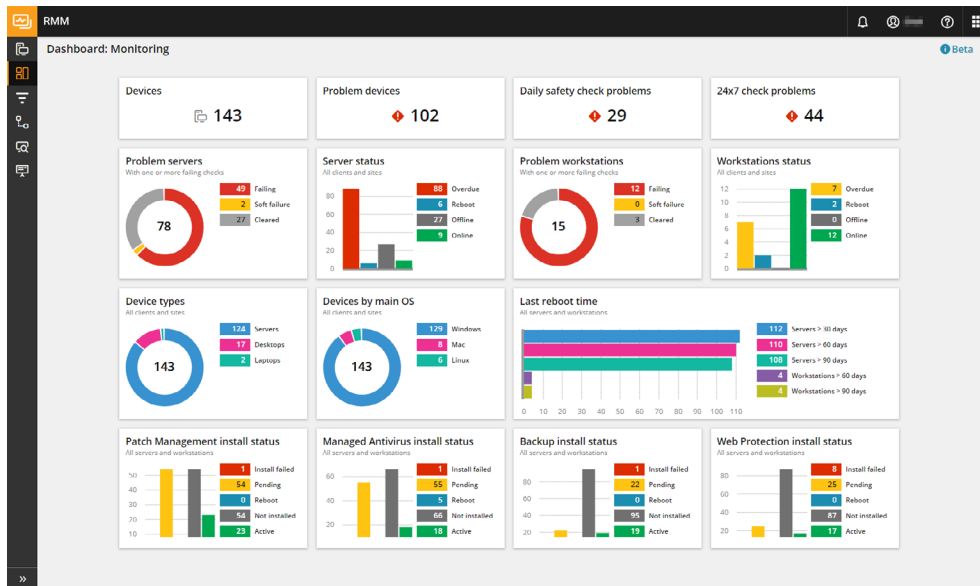 RMM
Dashboard: Monitoring
Beta
Devices
143
Problem devices
102
Daily safety check problems
29
24x7 check problems
44
Problem servers
With one or more failing checks
78
49 Failing
2 Soft failure
27 Cleared
Server status
All clients and sites
80
60
40
20
0
88 Overdue
6 Reboot
27 Offline
9 Online
Problem workstations
With one or more failing checks
15
12 Failing
0 Soft failure
3 Cleared
Workstations status
All clients and sites
12
10
8
6
4
2
0
7 Overdue
2 Reboot
0 Offline
12 Online
Device types
All clients and sites
143
124 Servers
17 Desktops
2 Laptops
Devices by main OS
All clients and sites
143
129 Windows
8 Mac
6 Linux
Last reboot time
All servers and workstations
0 10 20 30 40 50 60 70 80 90 100 110
112 Servers > 30 days
110 Servers > 60 days
108 Servers > 90 days
4 Workstations > 60 days
4 Workstations > 90 days
Patch Management install status
All servers and workstations
50
40
30
20
10
1 Install failed
54 Pending
0 Reboot
54 Not installed
23 Active
Managed Antivirus install status
All servers and workstations
60
40
20
1 Install failed
55 Pending
5 Reboot
66 Not installed
18 Active
Backup install status
All servers and workstations
80
60
40
20
1 Install failed
22 Pending
0 Reboot
95 Not installed
19 Active
Web Protection install status
All servers and workstations
80
60
40
20
8 Install failed
25 Pending
0 Reboot
87 Not installed
17 Active